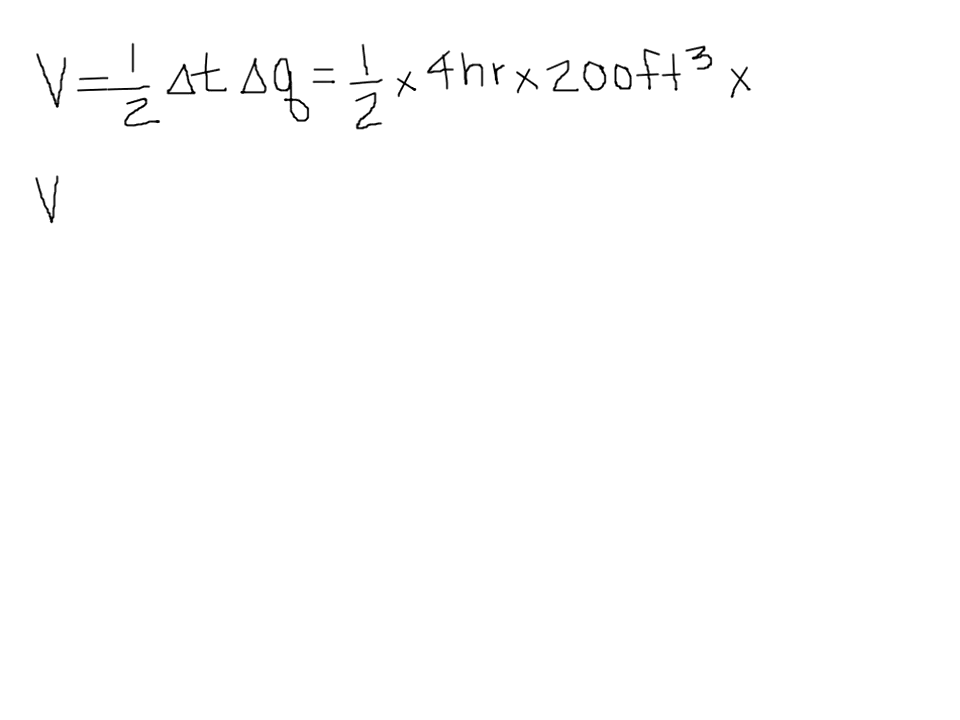 V = 1/2 Δt Δq = 1/2 × 4hr × 200ft³ ×
V